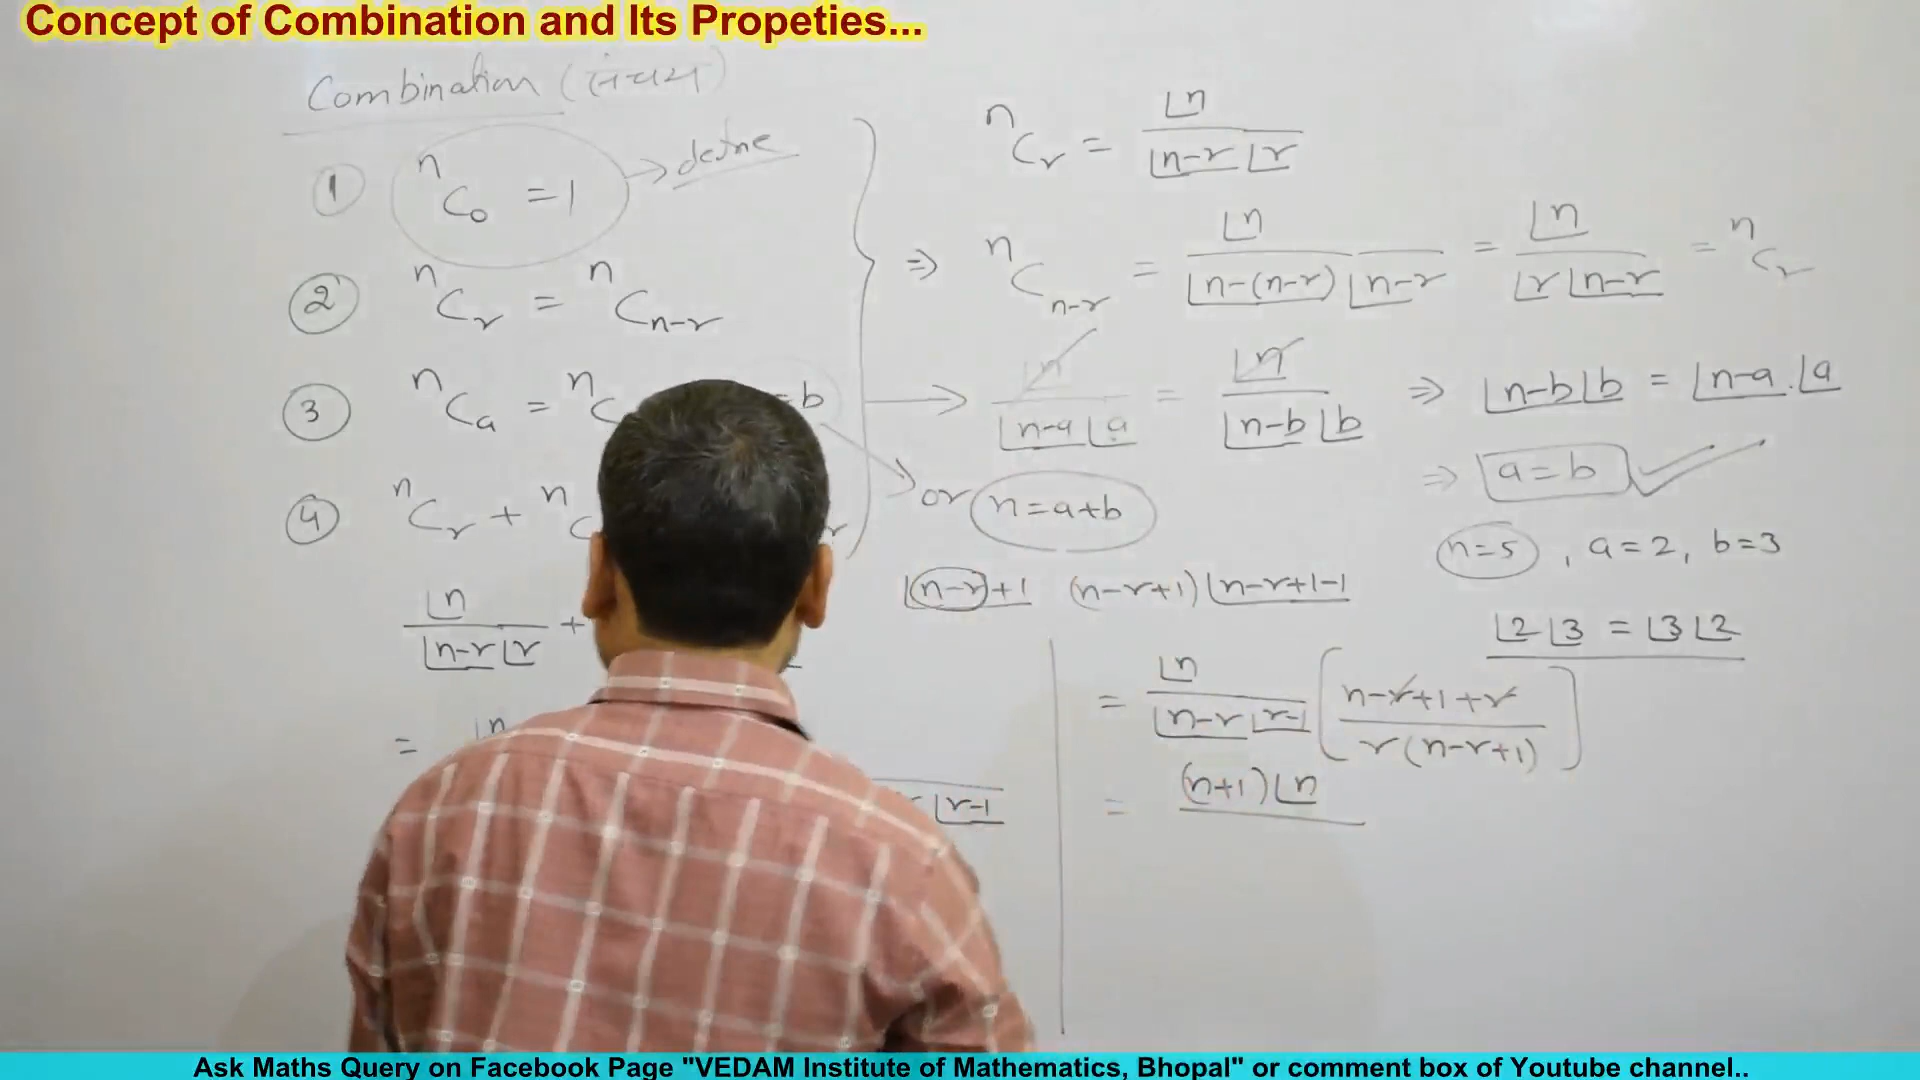 Concept of Combination and Its Propeties...
Combination (संचय)
① ⁿC₀ = 1 → define
② ⁿCᵣ = ⁿCₙ₋ᵣ
③ ⁿCₐ = ⁿC = b
④ ⁿCᵣ + ⁿC r
⌊n / ⌊n-r ⌊r +
= ⌊n
⌊r-1
ⁿCᵣ = ⌊n / ⌊n-r ⌊r
⇒ ⁿCₙ₋ᵣ = ⌊n / ⌊n-(n-r) ⌊n-r = ⌊n / ⌊r ⌊n-r = ⁿCᵣ
→ ⌊n / ⌊n-a ⌊a = ⌊n / ⌊n-b ⌊b ⇒ ⌊n-b ⌊b = ⌊n-a . ⌊a
⇒ a = b
or n = a+b
n=5 , a=2, b=3
⌊(n-r)+1 (n-r+1) ⌊n-r+1-1
⌊2 ⌊3 = ⌊3 ⌊2
= ⌊n / ⌊n-r ⌊r-1 [ n-r+1+r / r(n-r+1) ]
= (n+1) ⌊n
Ask Maths Query on Facebook Page "VEDAM Institute of Mathematics, Bhopal" or comment box of Youtube channel..